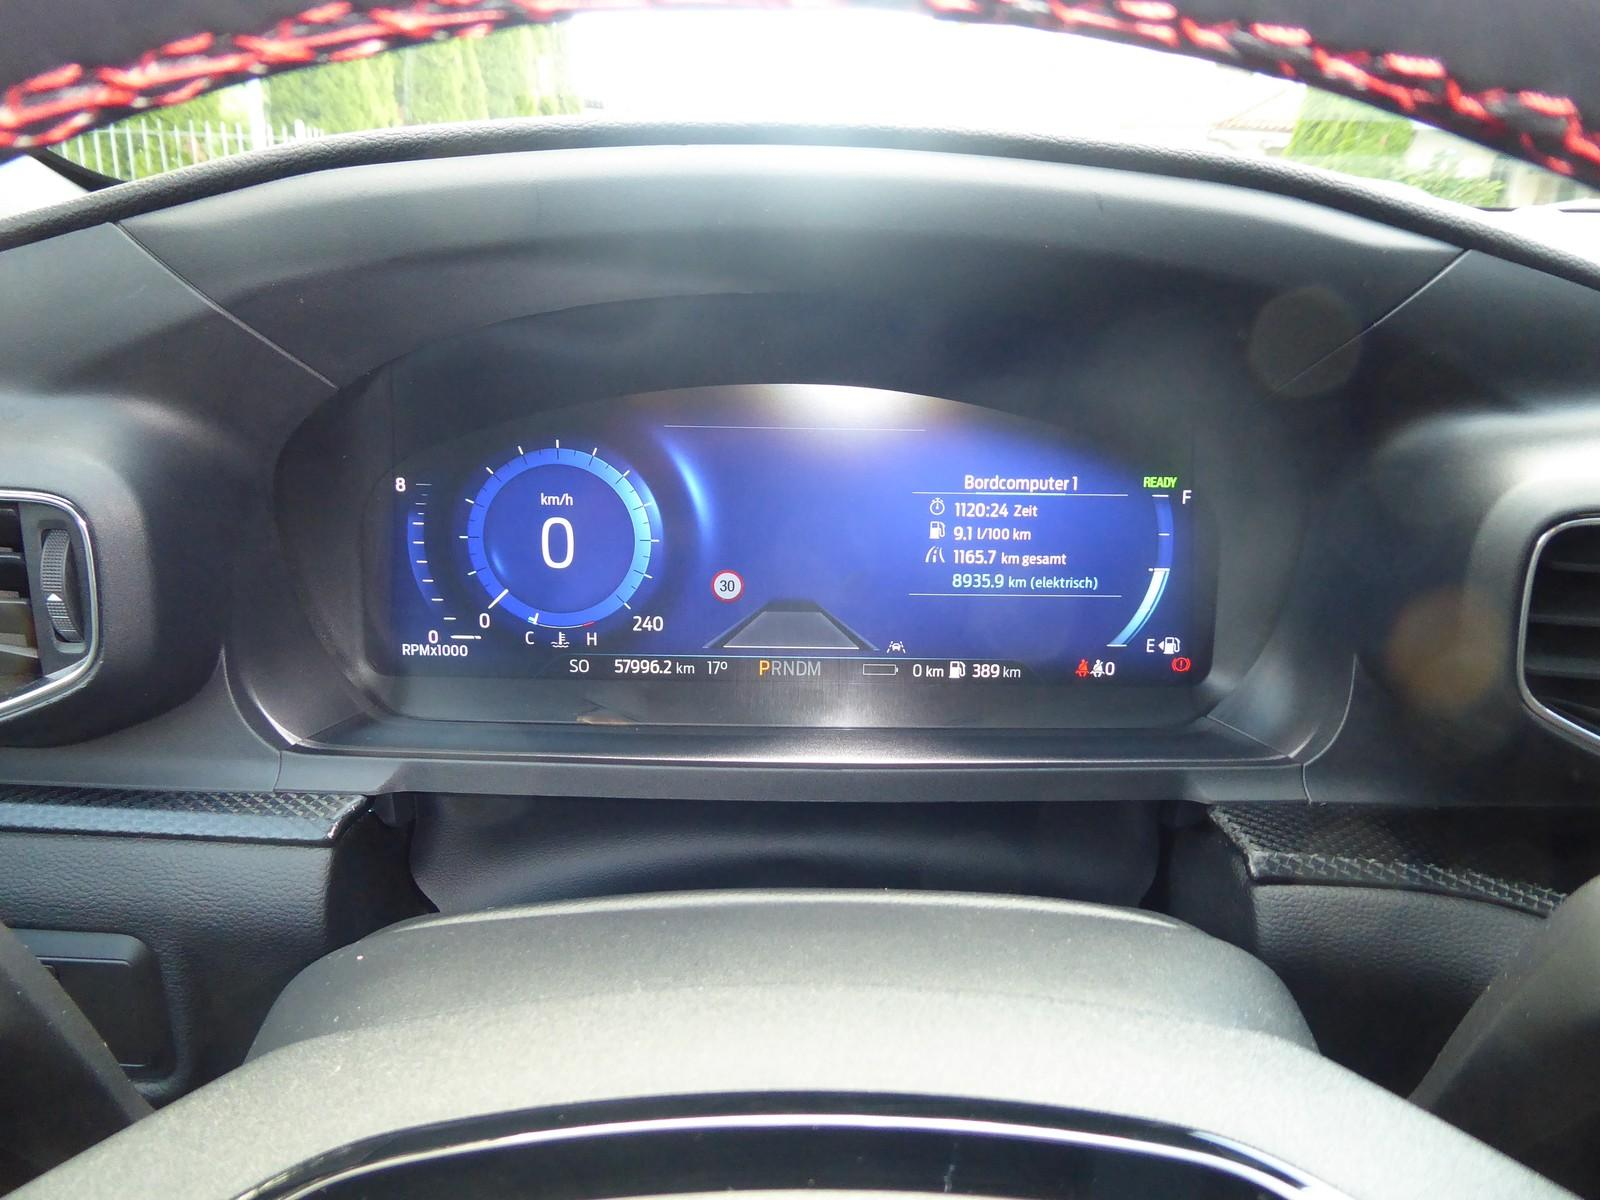 Bordcomputer 1
READY
F
8
km/h
0
1120:24 Zeit
9.1 l/100 km
1165.7 km gesamt
8935.9 km (elektrisch)
30
0
240
0
C
H
E
RPMx1000
SO
57996.2 km
17°
PRNDM
0 km
389 km
0